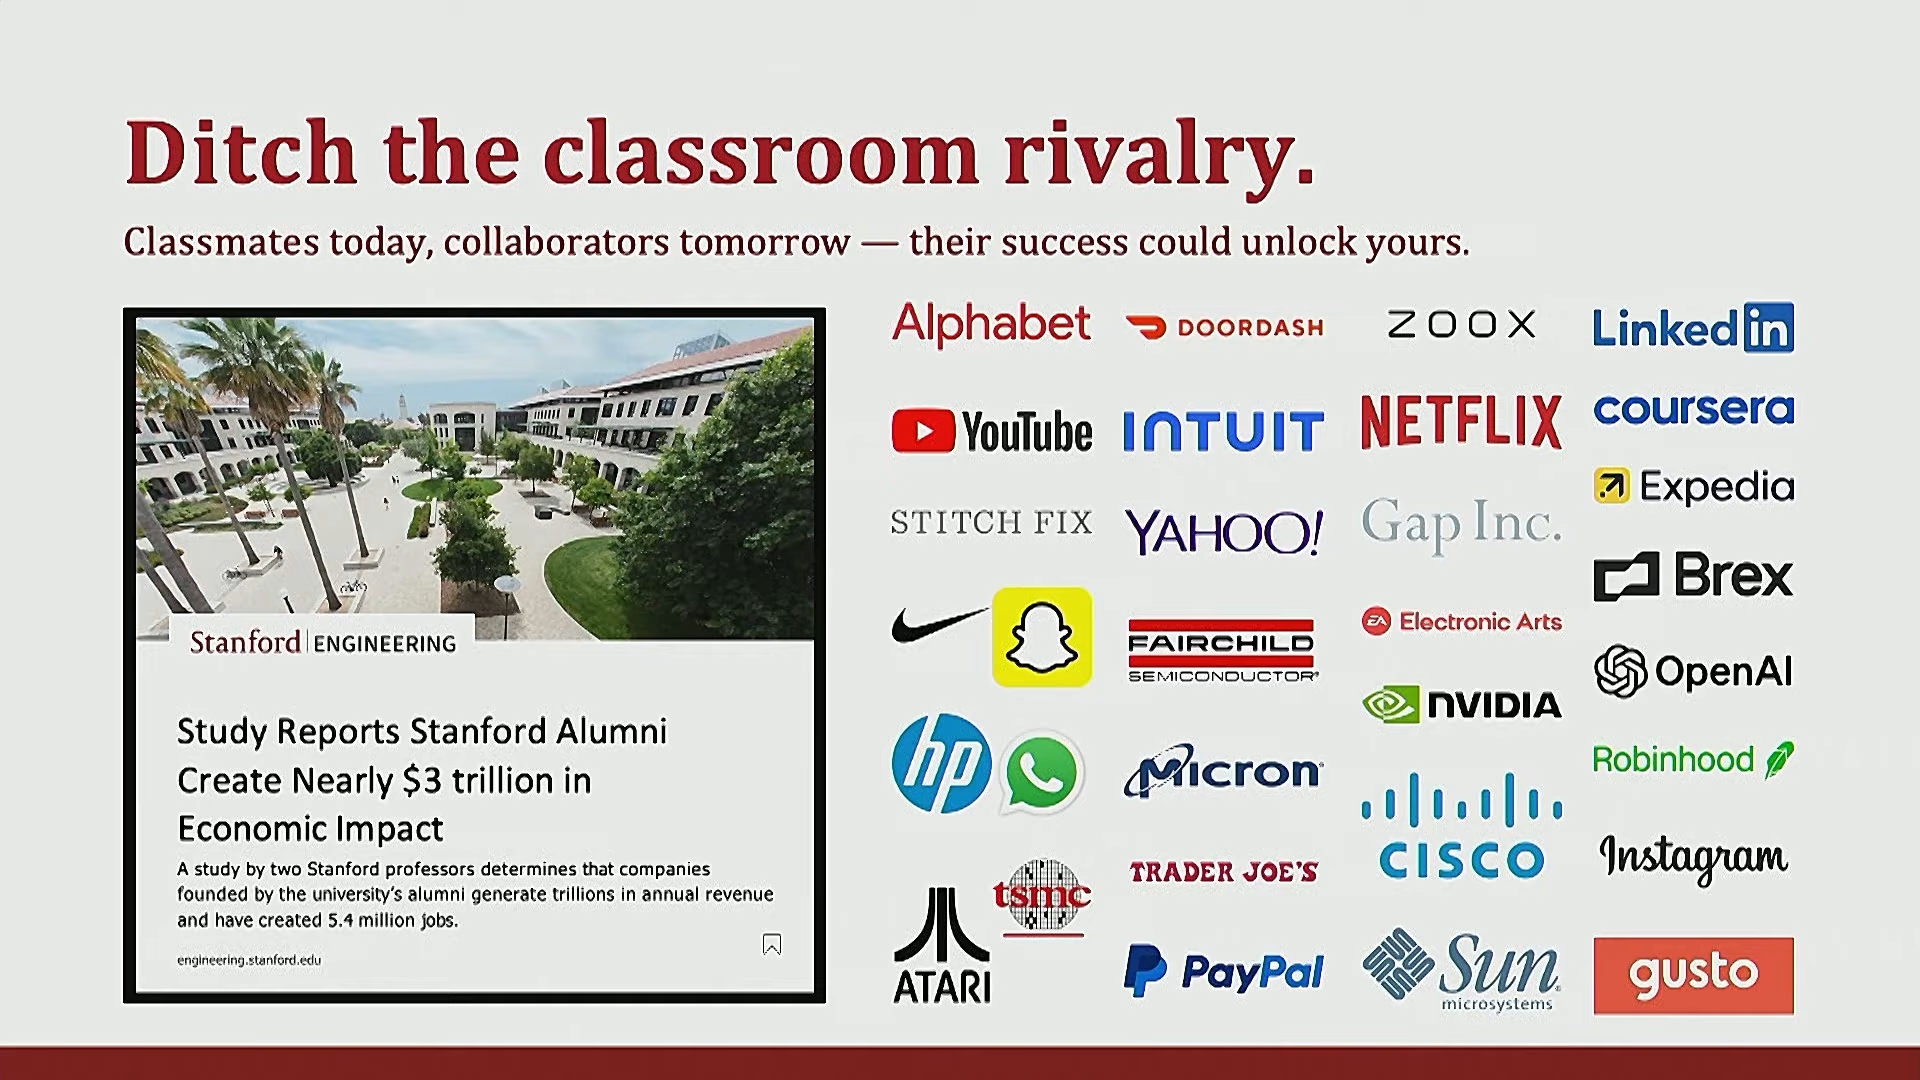 Ditch the classroom rivalry.
Classmates today, collaborators tomorrow — their success could unlock yours.
Stanford | ENGINEERING
Study Reports Stanford Alumni
Create Nearly $3 trillion in
Economic Impact
A study by two Stanford professors determines that companies
founded by the university's alumni generate trillions in annual revenue
and have created 5.4 million jobs.
engineering.stanford.edu
Alphabet
YouTube
STITCH FIX
hp
tsmc
ATARI
DOORDASH
INTUIT
YAHOO!
FAIRCHILD
SEMICONDUCTOR®
Micron
TRADER JOE'S
PayPal
ZOOX
NETFLIX
Gap Inc.
EA Electronic Arts
NVIDIA
CISCO
Sun
microsystems
Linkedin
coursera
Expedia
Brex
OpenAI
Robinhood
Instagram
gusto